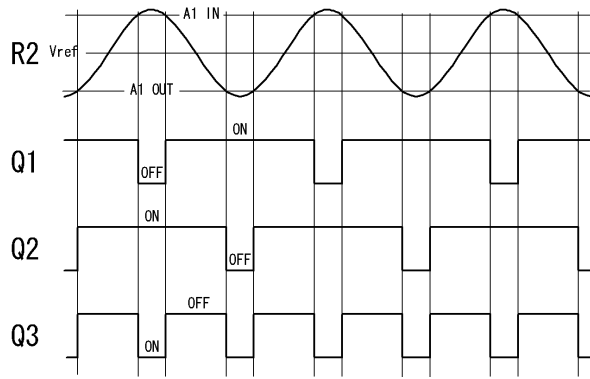 A1 IN
R2 Vref
A1 OUT
ON
Q1
OFF
ON
Q2
OFF
OFF
Q3
ON